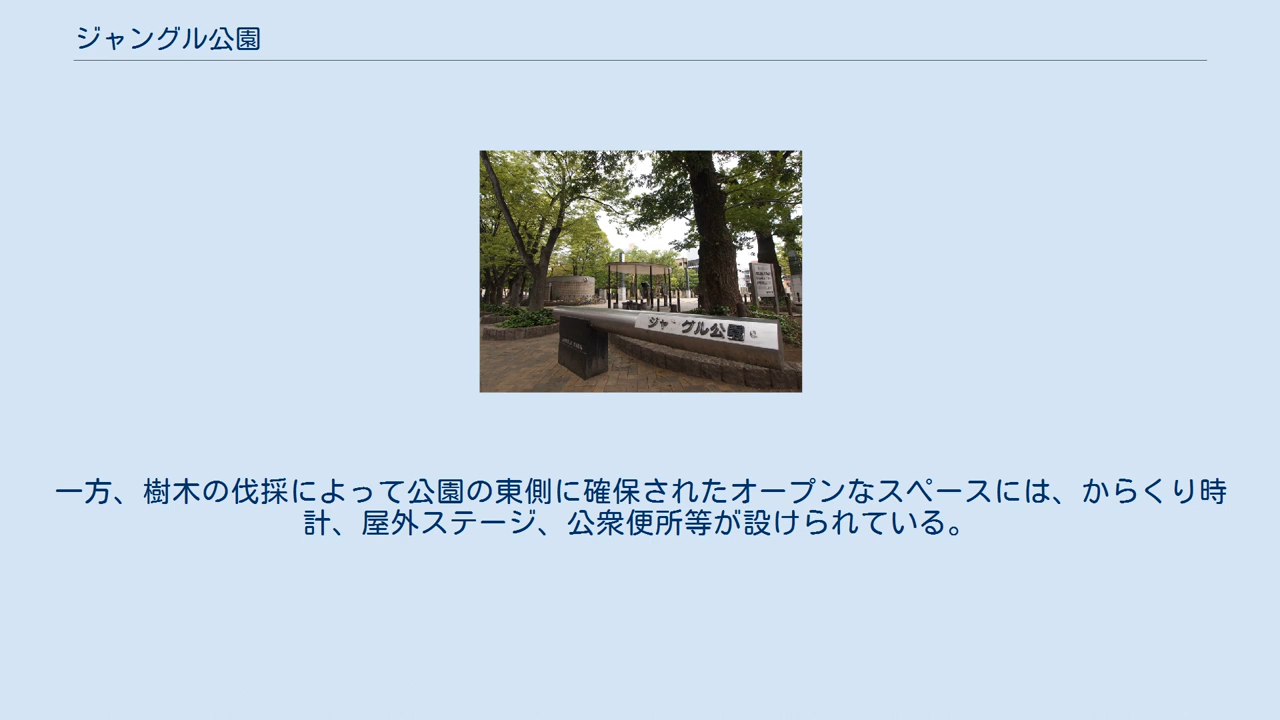 ジャングル公園
ジャ グル公園
一方、樹木の伐採によって公園の東側に確保されたオープンなスペースには、からくり時
計、屋外ステージ、公衆便所等が設けられている。